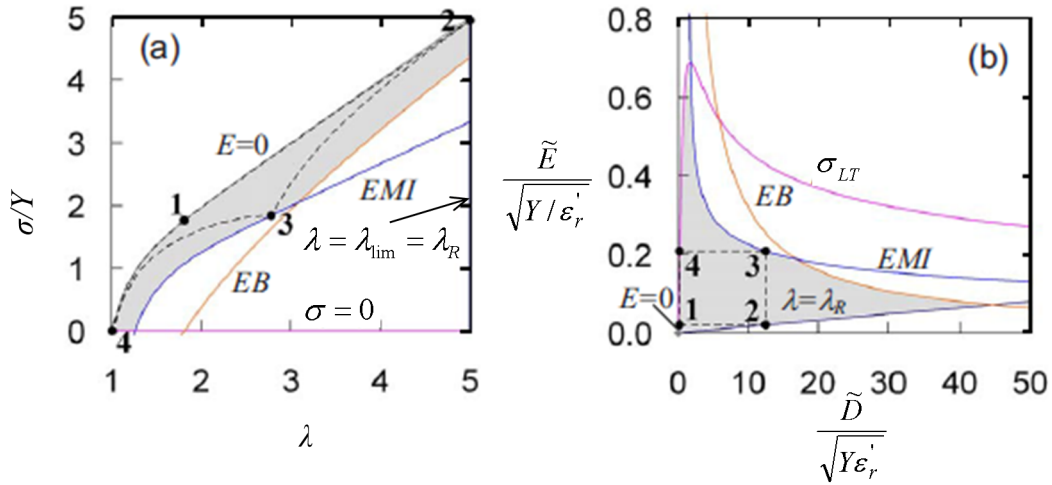 (a)
5
4
3
2
1
0
σ/Y
E=0
1
2
3
4
EMI
EB
λ = λ_lim = λ_R
σ = 0
1 2 3 4 5
λ
(b)
0.8
0.6
0.4
0.2
0.0
Ẽ / √(Y / ε'_r)
σ_LT
EB
EMI
4 3
E=0
1 2
λ=λ_R
0 10 20 30 40 50
D̃ / √(Yε'_r)